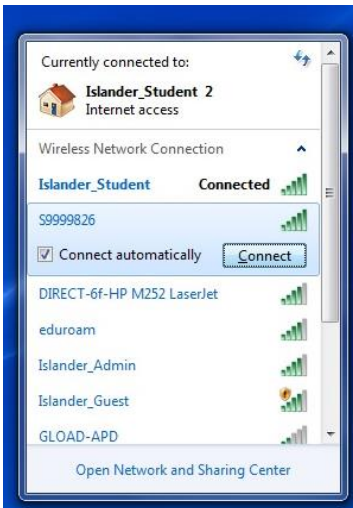 Currently connected to:
Islander_Student 2
Internet access
Wireless Network Connection
Islander_Student Connected
S9999826
Connect automatically Connect
DIRECT-6f-HP M252 LaserJet
eduroam
Islander_Admin
Islander_Guest
GLOAD-APD
Open Network and Sharing Center